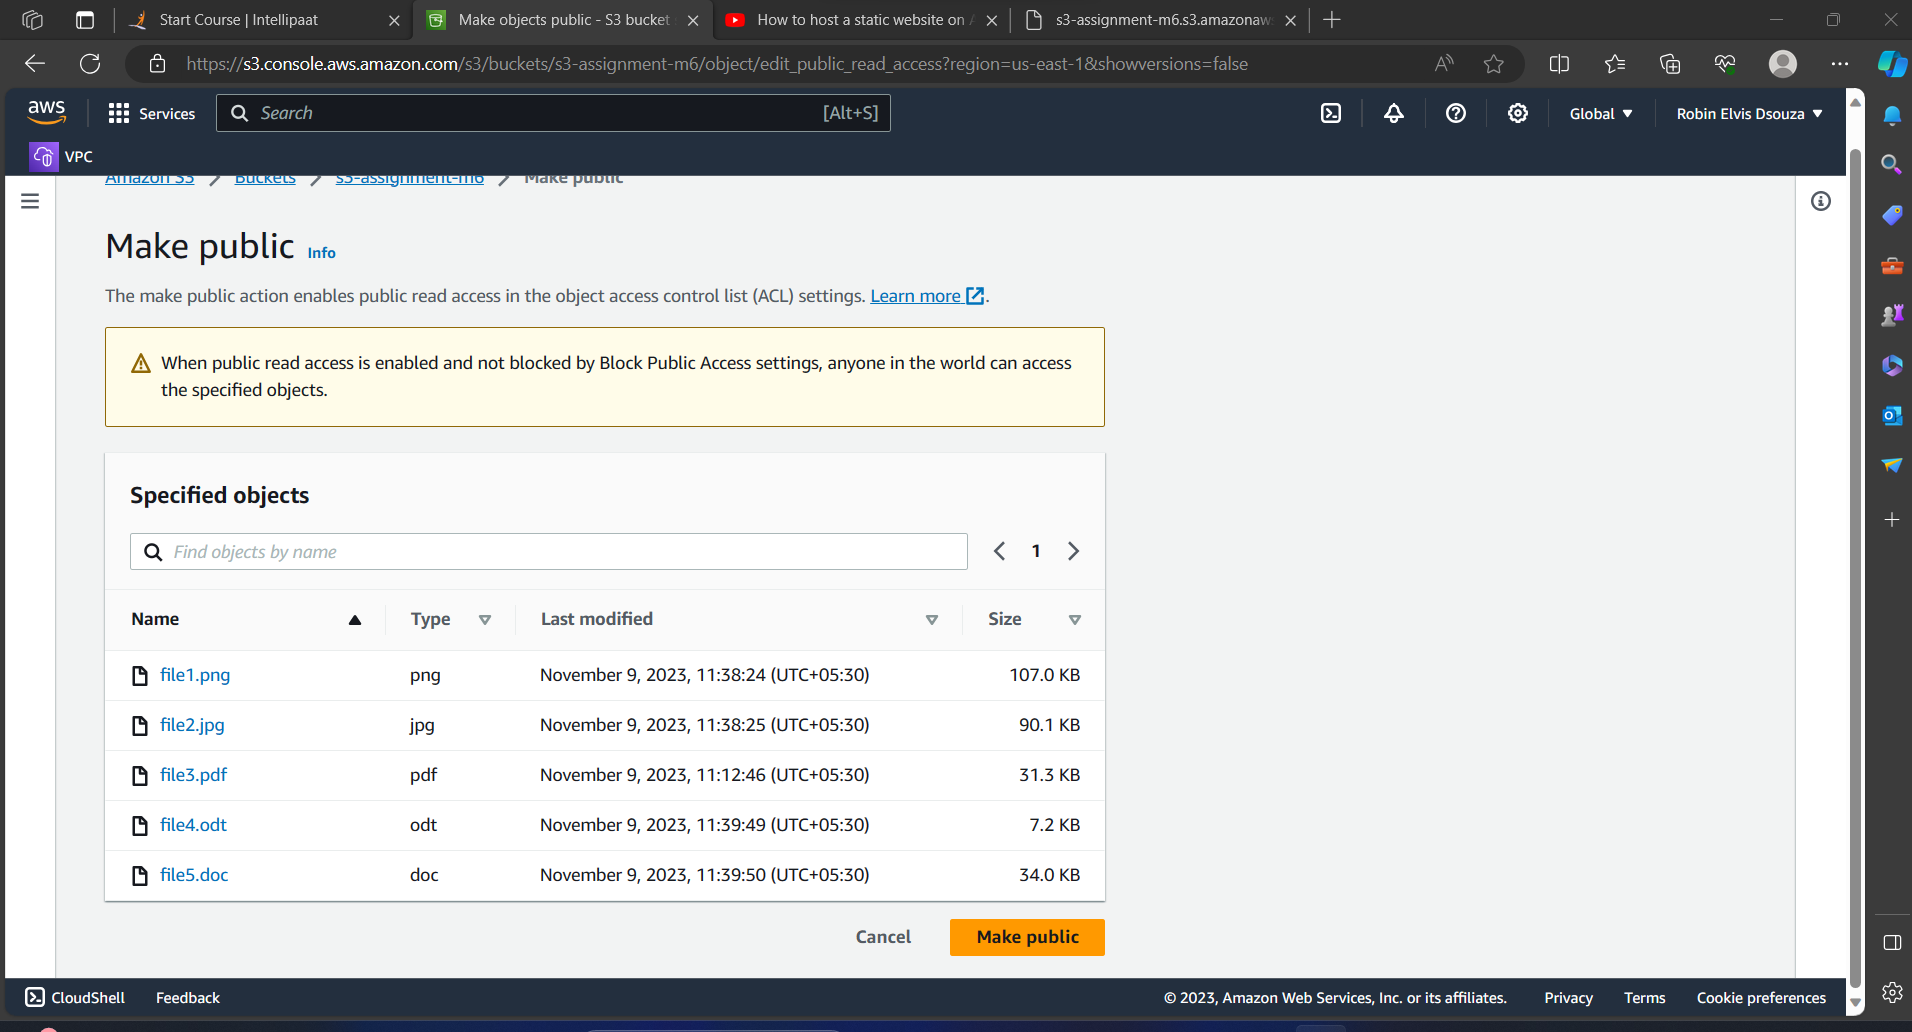 Start Course | Intellipaat
Make objects public - S3 bucket
How to host a static website on A
s3-assignment-m6.s3.amazonaws
https://s3.console.aws.amazon.com/s3/buckets/s3-assignment-m6/object/edit_public_read_access?region=us-east-1&showversions=false
aws
Services
Search
[Alt+S]
Global
Robin Elvis Dsouza
VPC
Amazon S3
Buckets
s3-assignment-m6
Make public
Make public Info
The make public action enables public read access in the object access control list (ACL) settings. Learn more.
When public read access is enabled and not blocked by Block Public Access settings, anyone in the world can access
the specified objects.
Specified objects
Find objects by name
1
Name Type Last modified Size
file1.png png November 9, 2023, 11:38:24 (UTC+05:30) 107.0 KB
file2.jpg jpg November 9, 2023, 11:38:25 (UTC+05:30) 90.1 KB
file3.pdf pdf November 9, 2023, 11:12:46 (UTC+05:30) 31.3 KB
file4.odt odt November 9, 2023, 11:39:49 (UTC+05:30) 7.2 KB
file5.doc doc November 9, 2023, 11:39:50 (UTC+05:30) 34.0 KB
Cancel
Make public
CloudShell
Feedback
© 2023, Amazon Web Services, Inc. or its affiliates.
Privacy
Terms
Cookie preferences